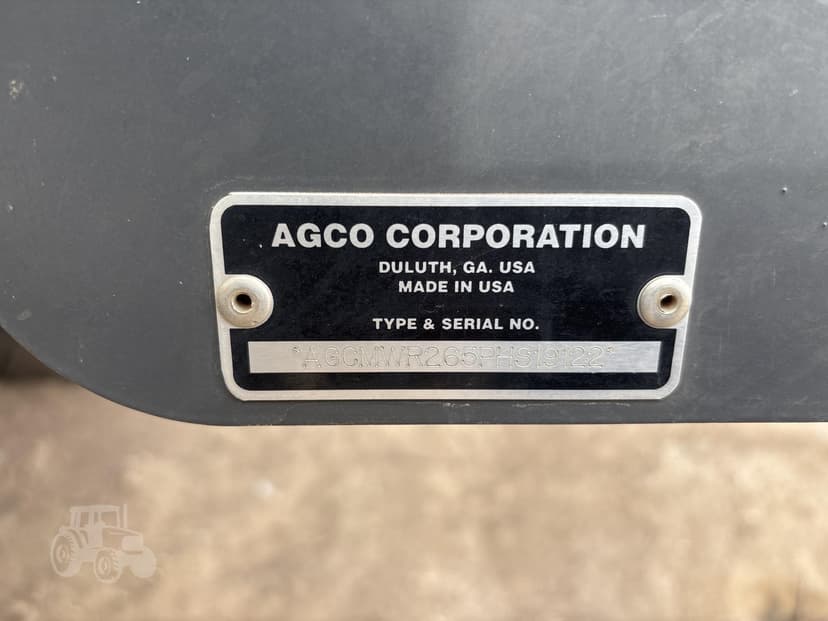 AGCO CORPORATION
DULUTH, GA. USA
MADE IN USA
TYPE & SERIAL NO.
*AGCMWR265PHS19122*